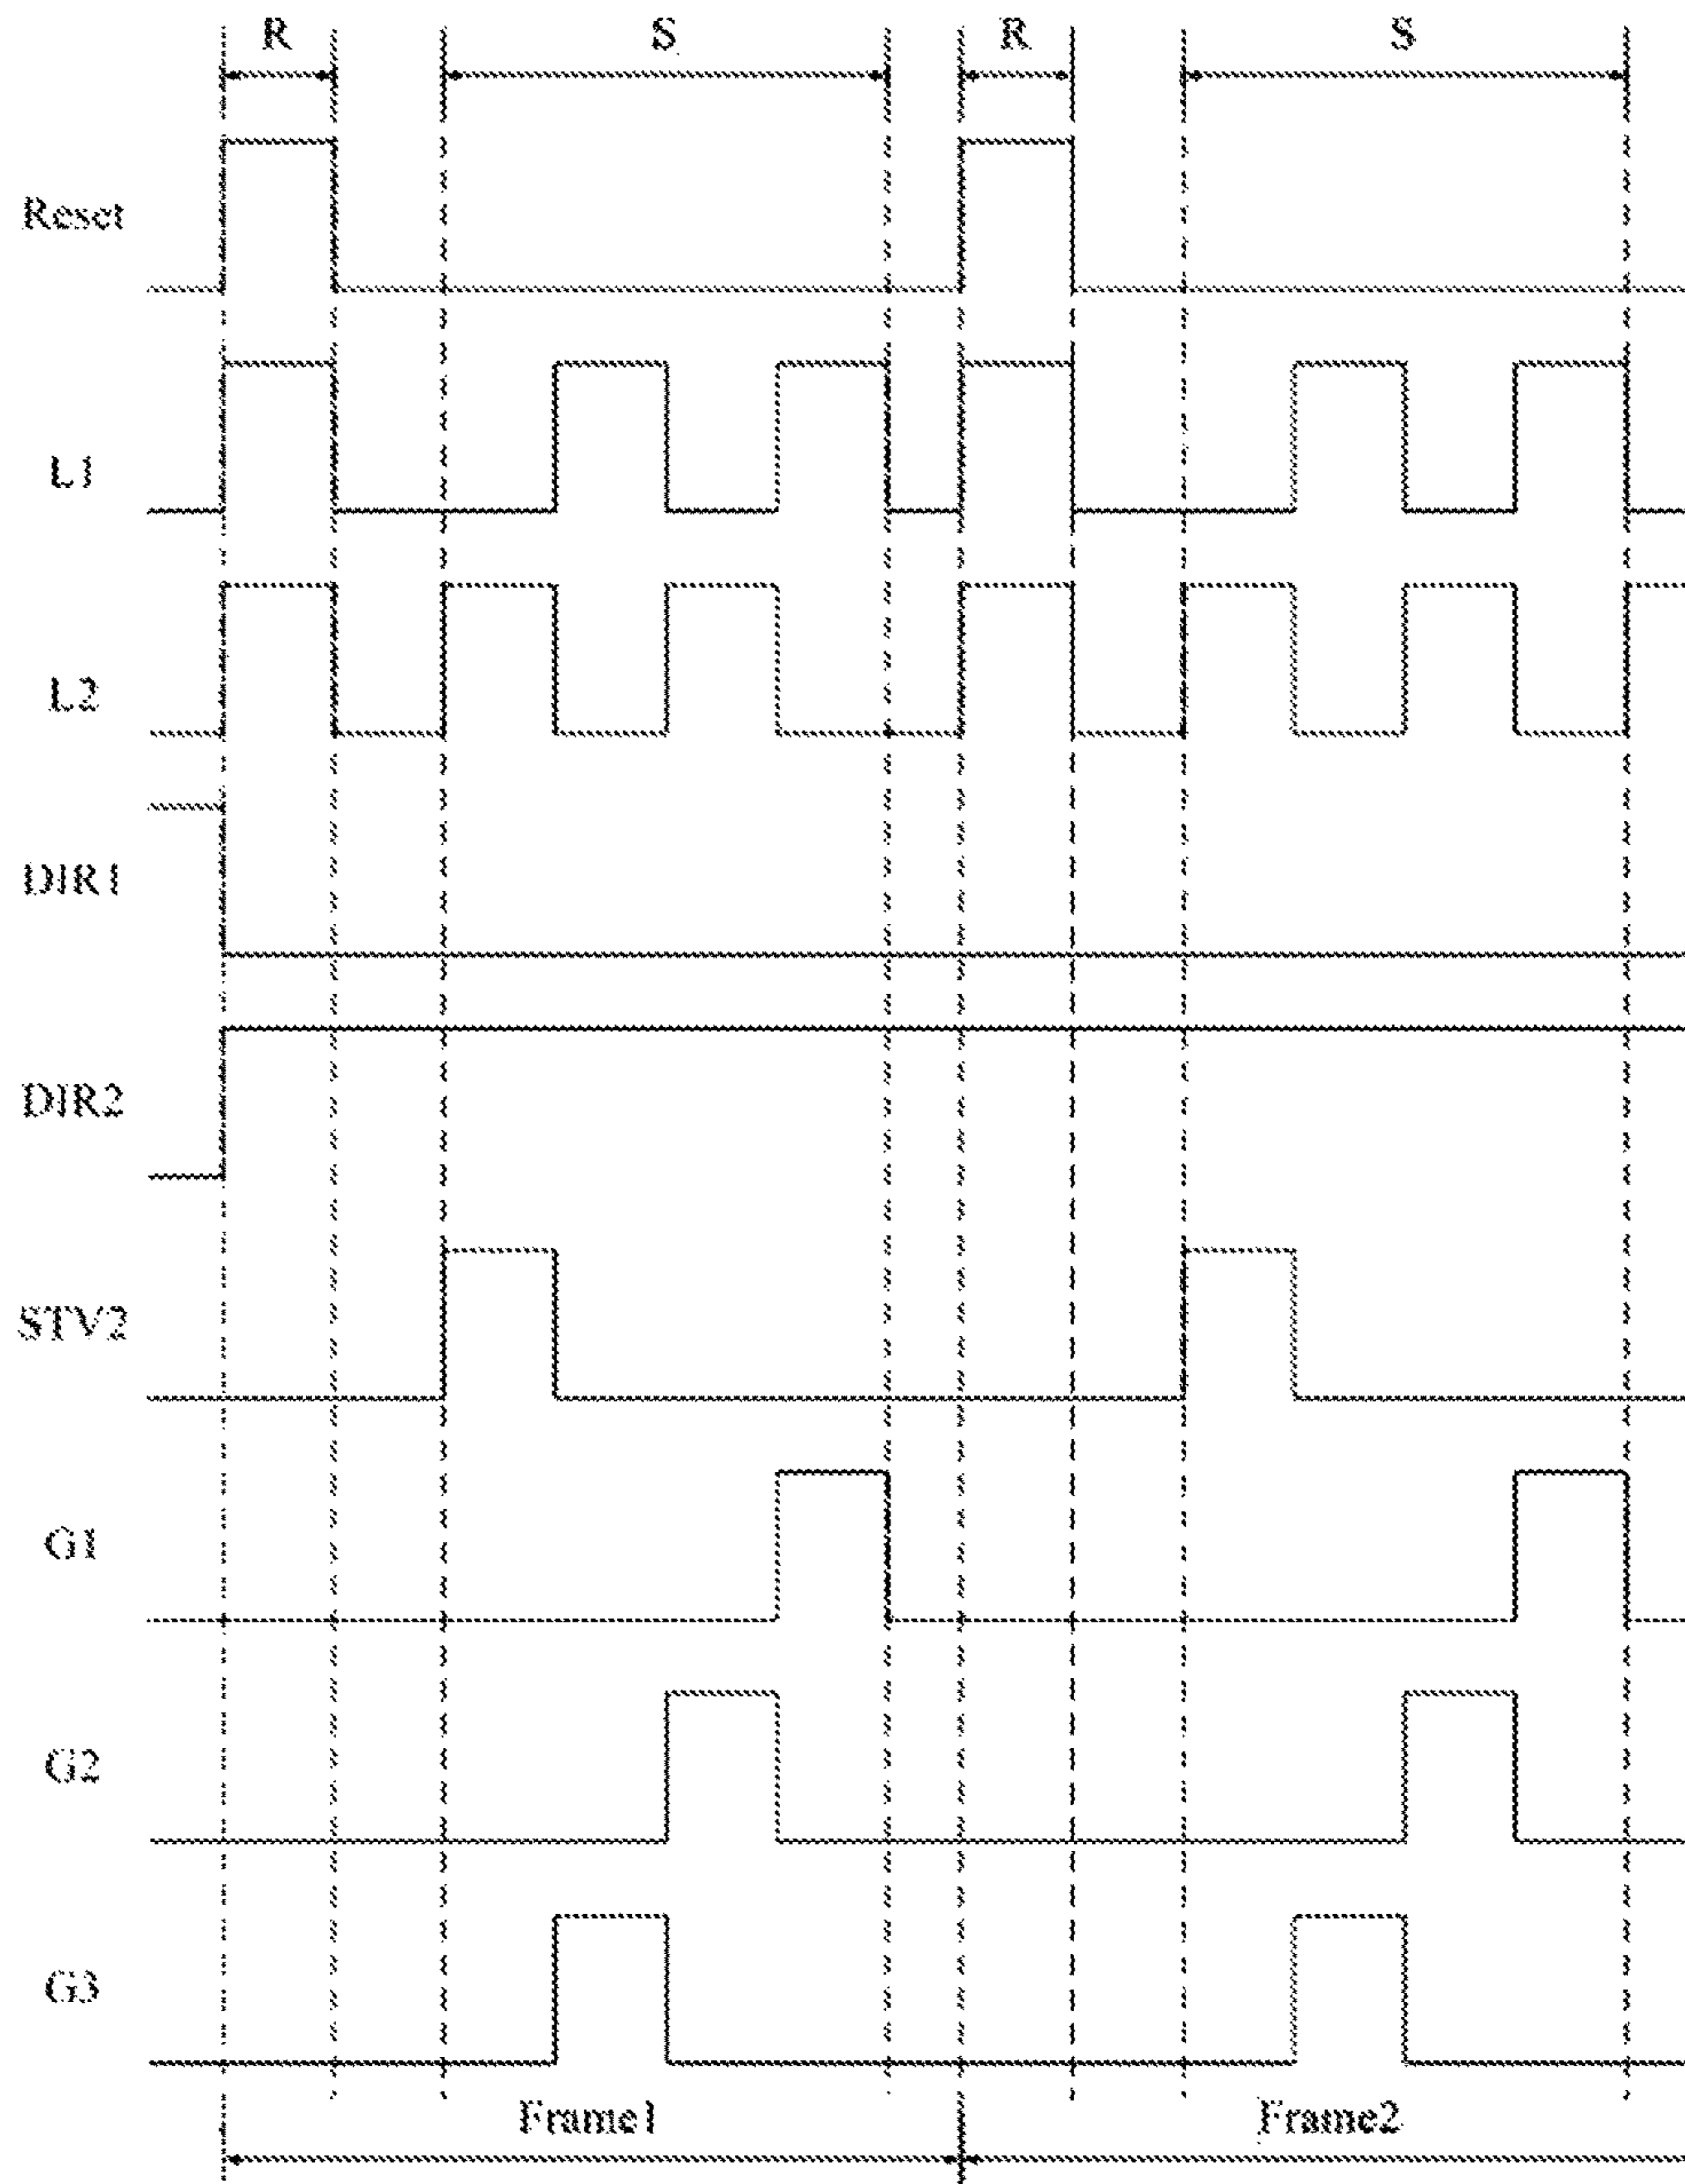 R S R S
Reset
L1
L2
DIR1
DIR2
STV2
G1
G2
G3
Frame1 Frame2